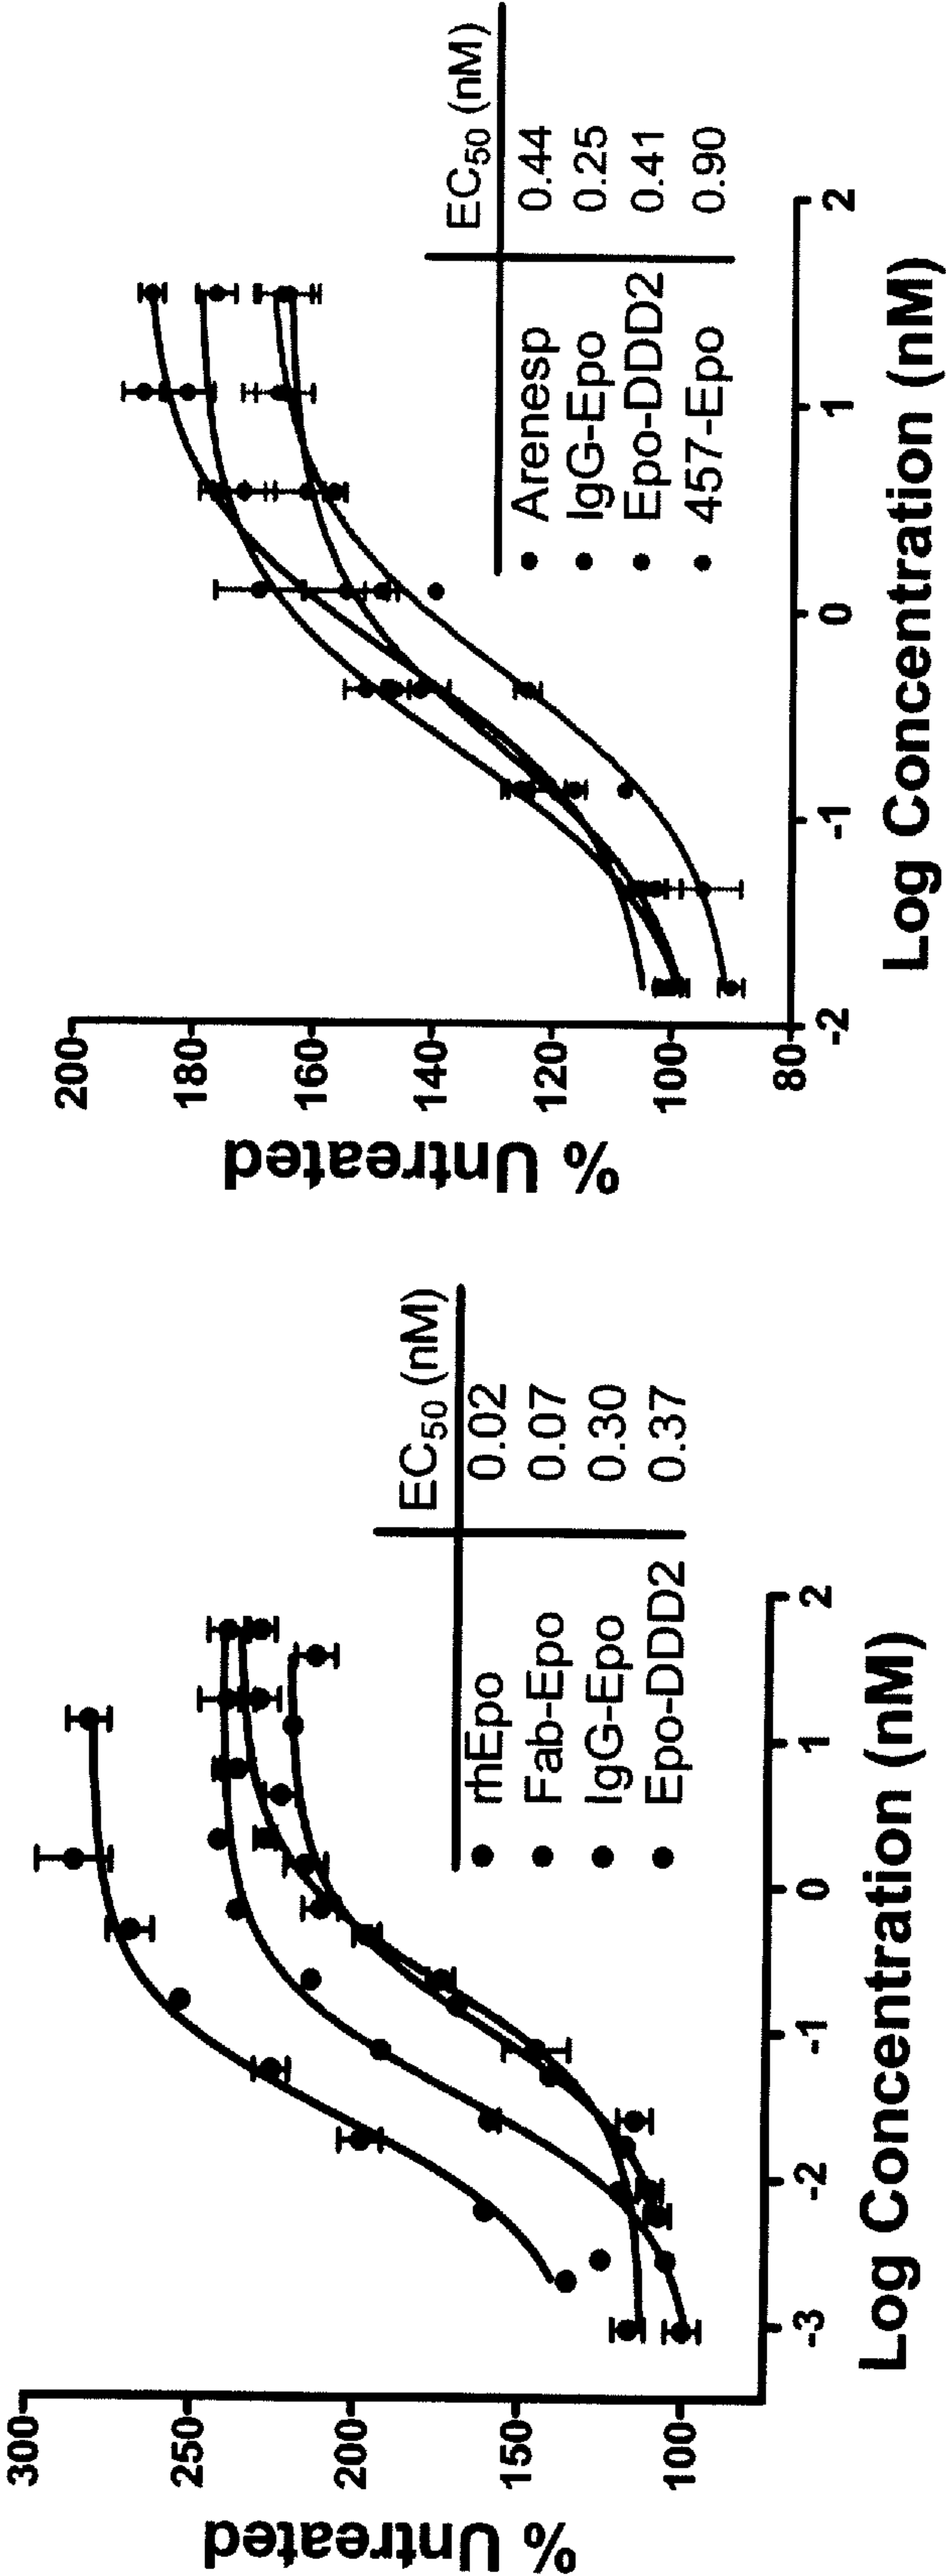 % Untreated
300
250
200
150
100
-3
-2
-1
0
1
2
Log Concentration (nM)
EC50 (nM)
rhEpo 0.02
Fab-Epo 0.07
IgG-Epo 0.30
Epo-DDD2 0.37
% Untreated
200
180
160
140
120
100
80
-2
-1
0
1
2
Log Concentration (nM)
EC50 (nM)
Arenesp 0.44
IgG-Epo 0.25
Epo-DDD2 0.41
457-Epo 0.90